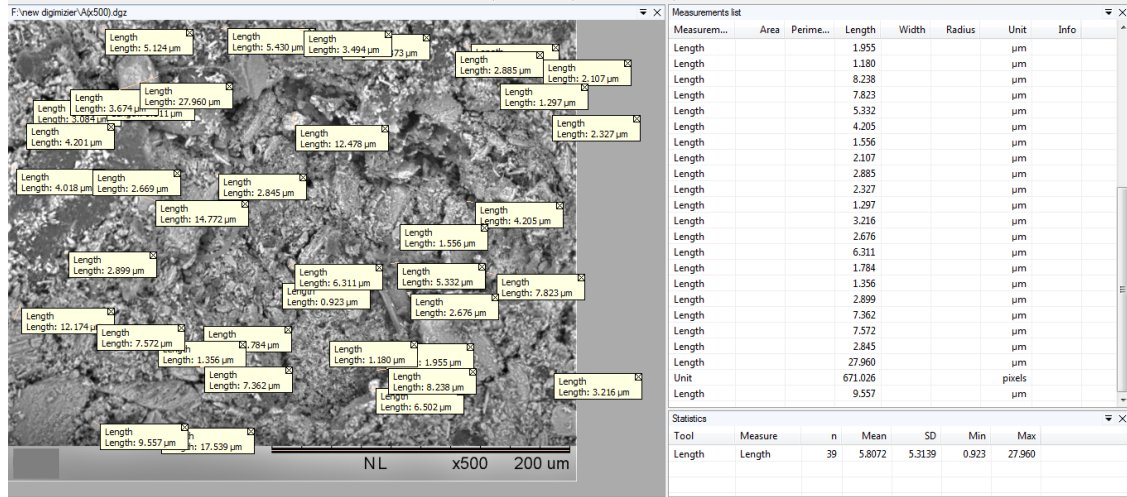 F:\new digimizier\A(x500).dgz
Length
Length: 5.124 µm
Length
Length: 5.430 µm
Length
Length: 3.494 µm
Length
Length: 2.885 µm
Length
Length: 2.107 µm
Length
Length: 1.297 µm
Length
Length: 2.327 µm
Length
Length: 27.960 µm
Length
Length: 3.674 µm
Length
Length: 3.084 µm
Length
Length: 4.201 µm
Length
Length: 12.478 µm
Length
Length: 4.018 µm
Length
Length: 2.669 µm
Length
Length: 2.845 µm
Length
Length: 14.772 µm
Length
Length: 4.205 µm
Length
Length: 1.556 µm
Length
Length: 2.899 µm
Length
Length: 6.311 µm
Length
Length: 5.332 µm
Length
Length: 7.823 µm
Length
Length: 0.923 µm
Length
Length: 2.676 µm
Length
Length: 12.174 µm
Length
Length: 7.572 µm
Length
.784 µm
Length: 1.356 µm
Length
Length: 1.180 µm
: 1.955 µm
Length
Length: 7.362 µm
Length
Length: 8.238 µm
Length
Length: 6.502 µm
Length
Length: 3.216 µm
Length
Length: 9.557 µm
Length: 17.539 µm
NL x500 200 um
Measurements list
Measurem... Area Perime... Length Width Radius Unit Info
Length 1.955 µm
Length 1.180 µm
Length 8.238 µm
Length 7.823 µm
Length 5.332 µm
Length 4.205 µm
Length 1.556 µm
Length 2.107 µm
Length 2.885 µm
Length 2.327 µm
Length 1.297 µm
Length 3.216 µm
Length 2.676 µm
Length 6.311 µm
Length 1.784 µm
Length 1.356 µm
Length 2.899 µm
Length 7.362 µm
Length 7.572 µm
Length 2.845 µm
Length 27.960 µm
Unit 671.026 pixels
Length 9.557 µm
Statistics
Tool Measure n Mean SD Min Max
Length Length 39 5.8072 5.3139 0.923 27.960